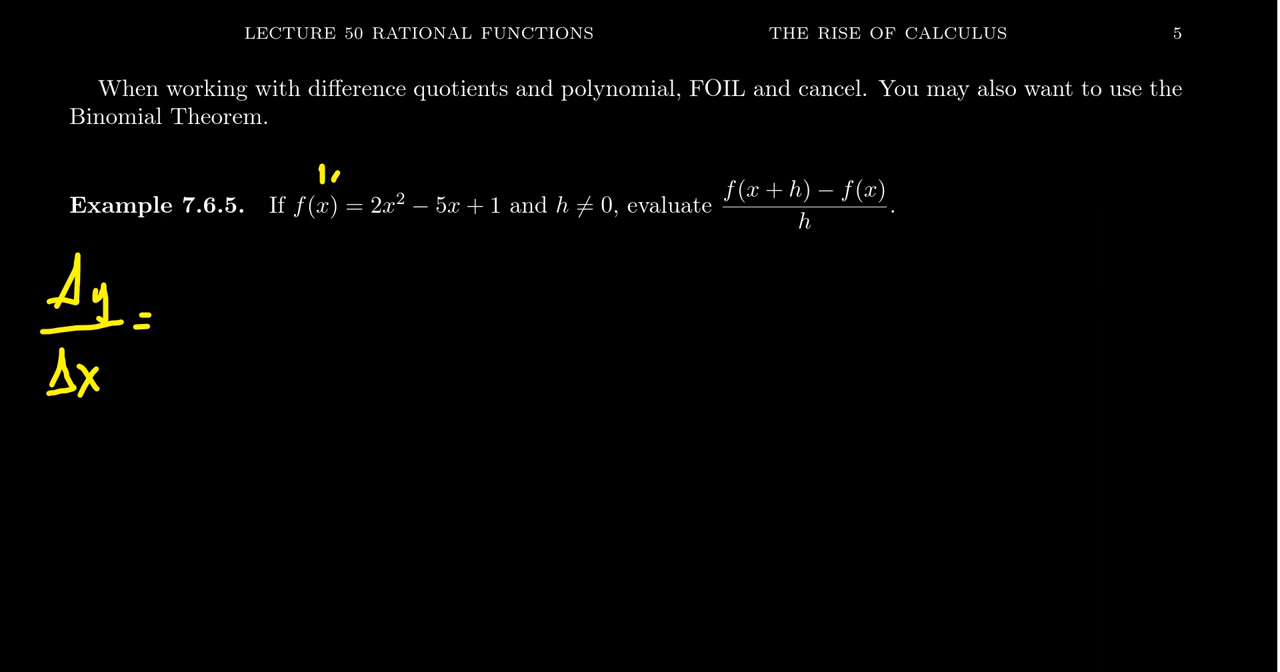 LECTURE 50 RATIONAL FUNCTIONS THE RISE OF CALCULUS 5
When working with difference quotients and polynomial, FOIL and cancel. You may also want to use the
Binomial Theorem.
Example 7.6.5. If f(x) = 2x² − 5x + 1 and h ≠ 0, evaluate (f(x + h) − f(x))/h.
Δy/Δx =